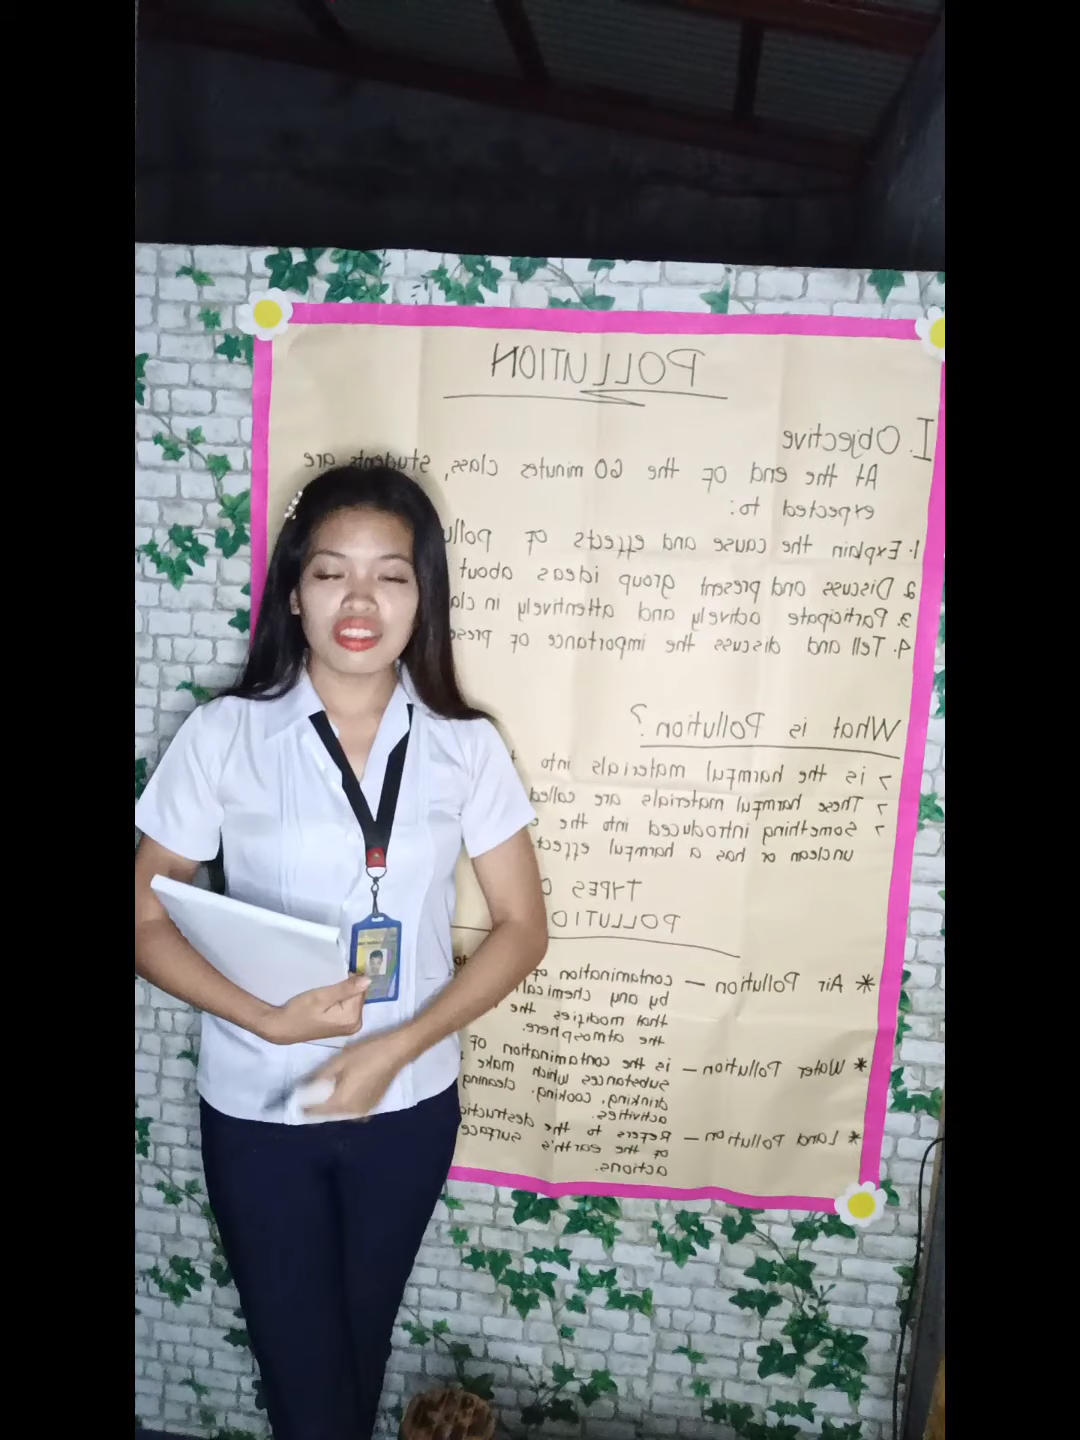 POLLUTION
I. Objective
At the end of the 60 minutes class, students are
expected to:
1. Explain the cause and effects of pollu
2. Discuss and present group ideas about
3. Participate actively and attentively in cla
4. Tell and discuss the importance of prese
What is Pollution?
> is the harmful materials into
> These harmful materials are called
> Something introduced into the
unclean or has a harmful effect
TYPES O
POLLUTIO
* Air Pollution — contamination of
by any chemical
that modifies the
the atmosphere.
* Water Pollution — is the contamination of
substances which make
drinking, cooking, cleaning
activities.
* Land Pollution — Refers to the destructio
of the earth's surface
actions.